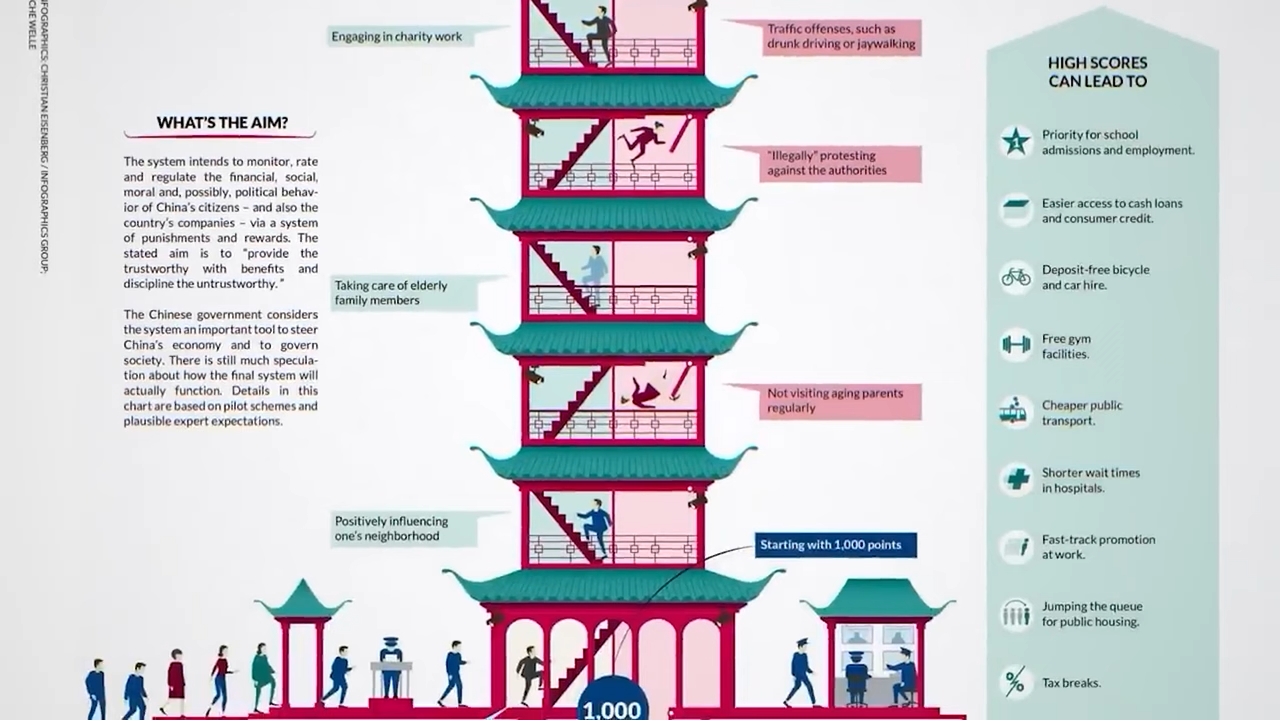 INFOGRAPHICS: CHRISTIAN EISENBERG / INFOGRAPHICS GROUP;
CHE WELLE
Engaging in charity work
Traffic offenses, such as
drunk driving or jaywalking
WHAT'S THE AIM?
The system intends to monitor, rate
and regulate the financial, social,
moral and, possibly, political behav-
ior of China's citizens – and also the
country's companies – via a system
of punishments and rewards. The
stated aim is to "provide the
trustworthy with benefits and
discipline the untrustworthy."
The Chinese government considers
the system an important tool to steer
China's economy and to govern
society. There is still much specula-
tion about how the final system will
actually function. Details in this
chart are based on pilot schemes and
plausible expert expectations.
"Illegally" protesting
against the authorities
Taking care of elderly
family members
Not visiting aging parents
regularly
Positively influencing
one's neighborhood
Starting with 1,000 points
1,000
HIGH SCORES
CAN LEAD TO
1
Priority for school
admissions and employment.
Easier access to cash loans
and consumer credit.
Deposit-free bicycle
and car hire.
Free gym
facilities.
Cheaper public
transport.
Shorter wait times
in hospitals.
Fast-track promotion
at work.
Jumping the queue
for public housing.
%
Tax breaks.